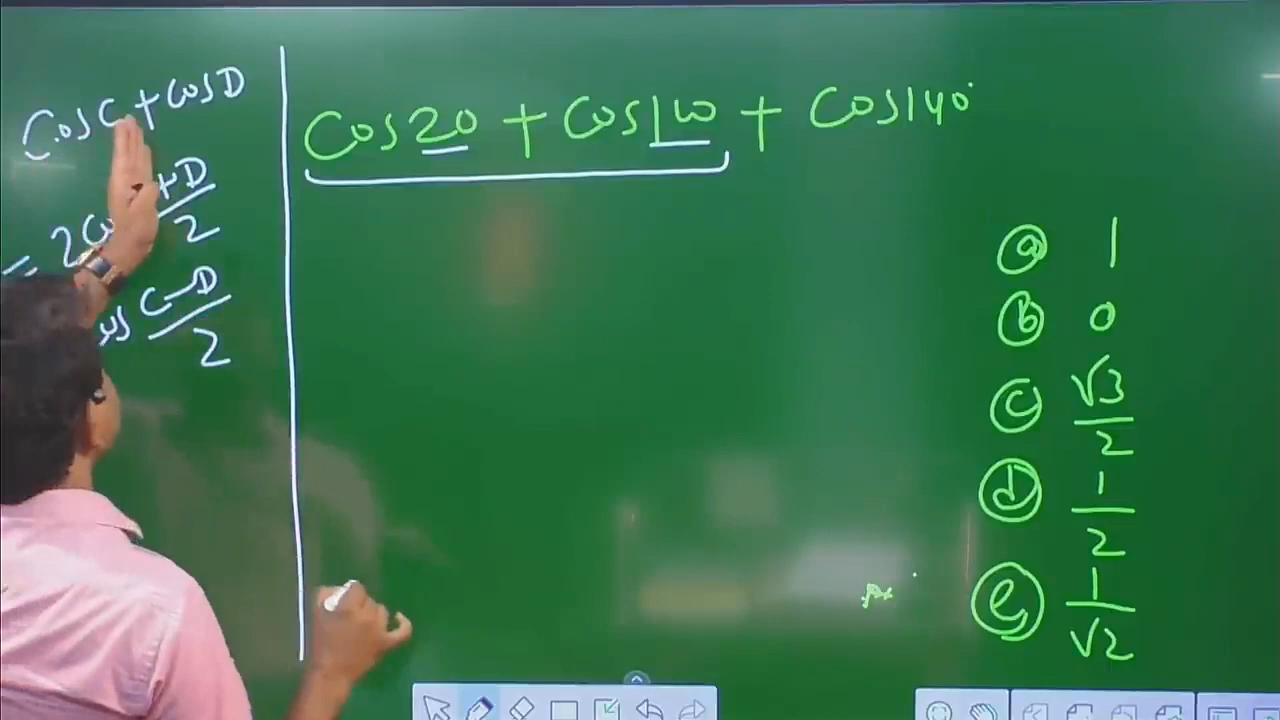 Cos C + Cos D
= 2 +D/2
C-D/2
Cos 20 + Cos 100 + Cos 140°
ⓐ 1
ⓑ 0
ⓒ √3/2
ⓓ 1/2
ⓔ 1/√2